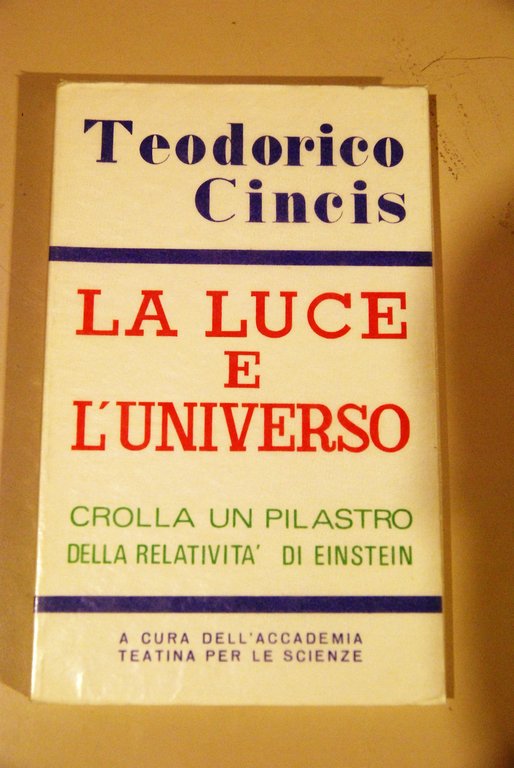 Teodorico
Cincis
LA LUCE
E
L'UNIVERSO
CROLLA UN PILASTRO
DELLA RELATIVITA' DI EINSTEIN
A CURA DELL'ACCADEMIA
TEATINA PER LE SCIENZE